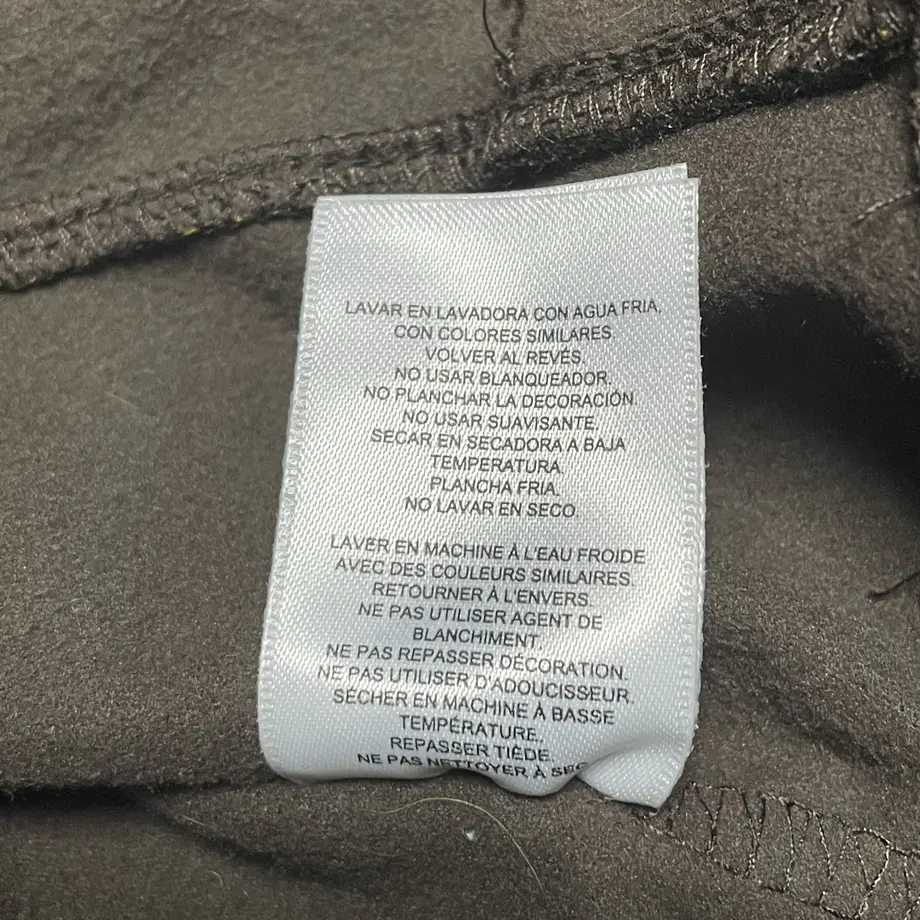 LAVAR EN LAVADORA CON AGUA FRIA,
CON COLORES SIMILARES
VOLVER AL REVÉS,
NO USAR BLANQUEADOR.
NO PLANCHAR LA DECORACIÓN.
NO USAR SUAVISANTE.
SECAR EN SECADORA A BAJA
TEMPERATURA.
PLANCHA FRIA.
NO LAVAR EN SECO
LAVER EN MACHINE À L'EAU FROIDE
AVEC DES COULEURS SIMILAIRES.
RETOURNER À L'ENVERS.
NE PAS UTILISER AGENT DE
BLANCHIMENT.
NE PAS REPASSER DÉCORATION.
NE PAS UTILISER D'ADOUCISSEUR.
SÉCHER EN MACHINE À BASSE
TEMPÉRATURE.
REPASSER TIÈDE.
NE PAS NETTOYER À SEC